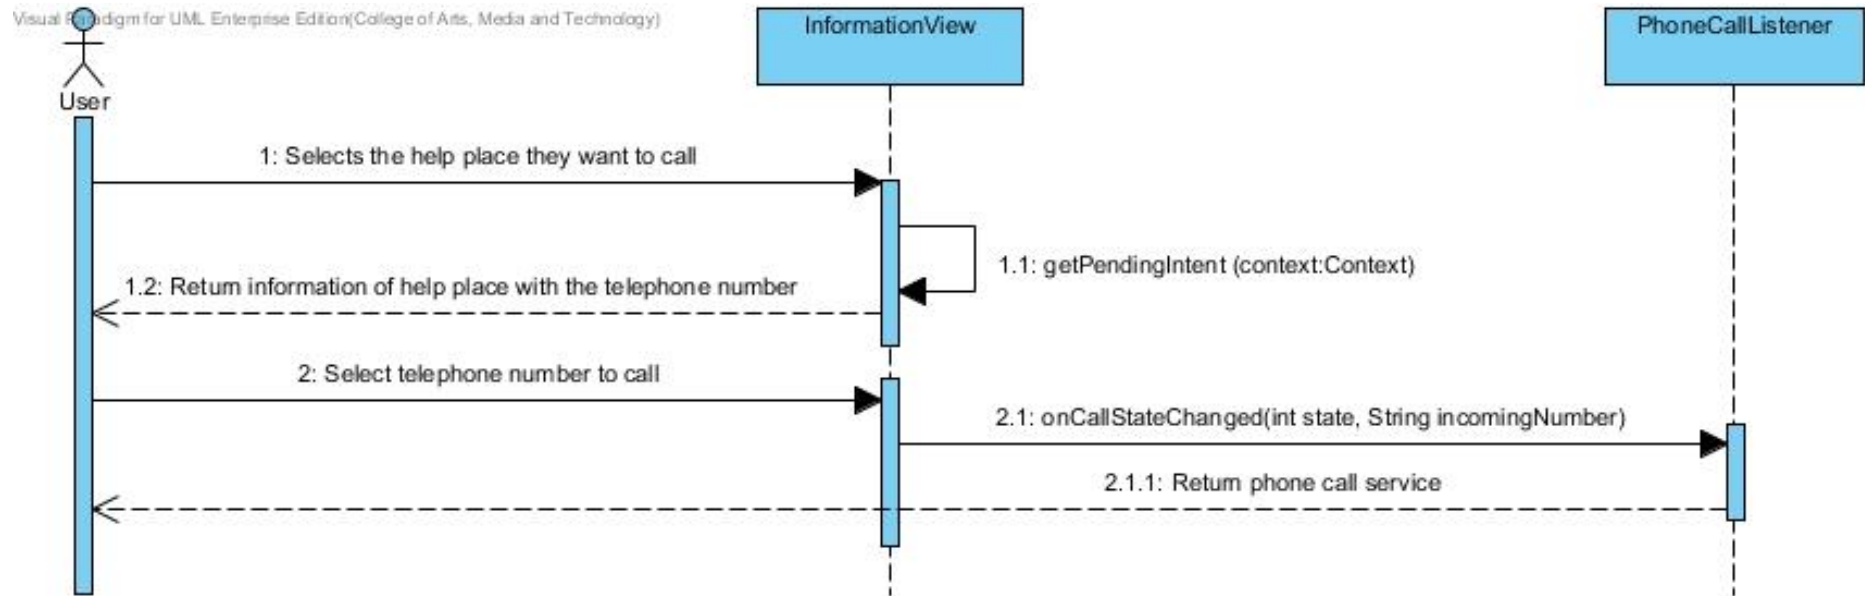 Visual Paradigm for UML Enterprise Edition(College of Arts, Media and Technology)
InformationView
PhoneCallListener
User
1: Selects the help place they want to call
1.1: getPendingIntent (context:Context)
1.2: Return information of help place with the telephone number
2: Select telephone number to call
2.1: onCallStateChanged(int state, String incomingNumber)
2.1.1: Return phone call service